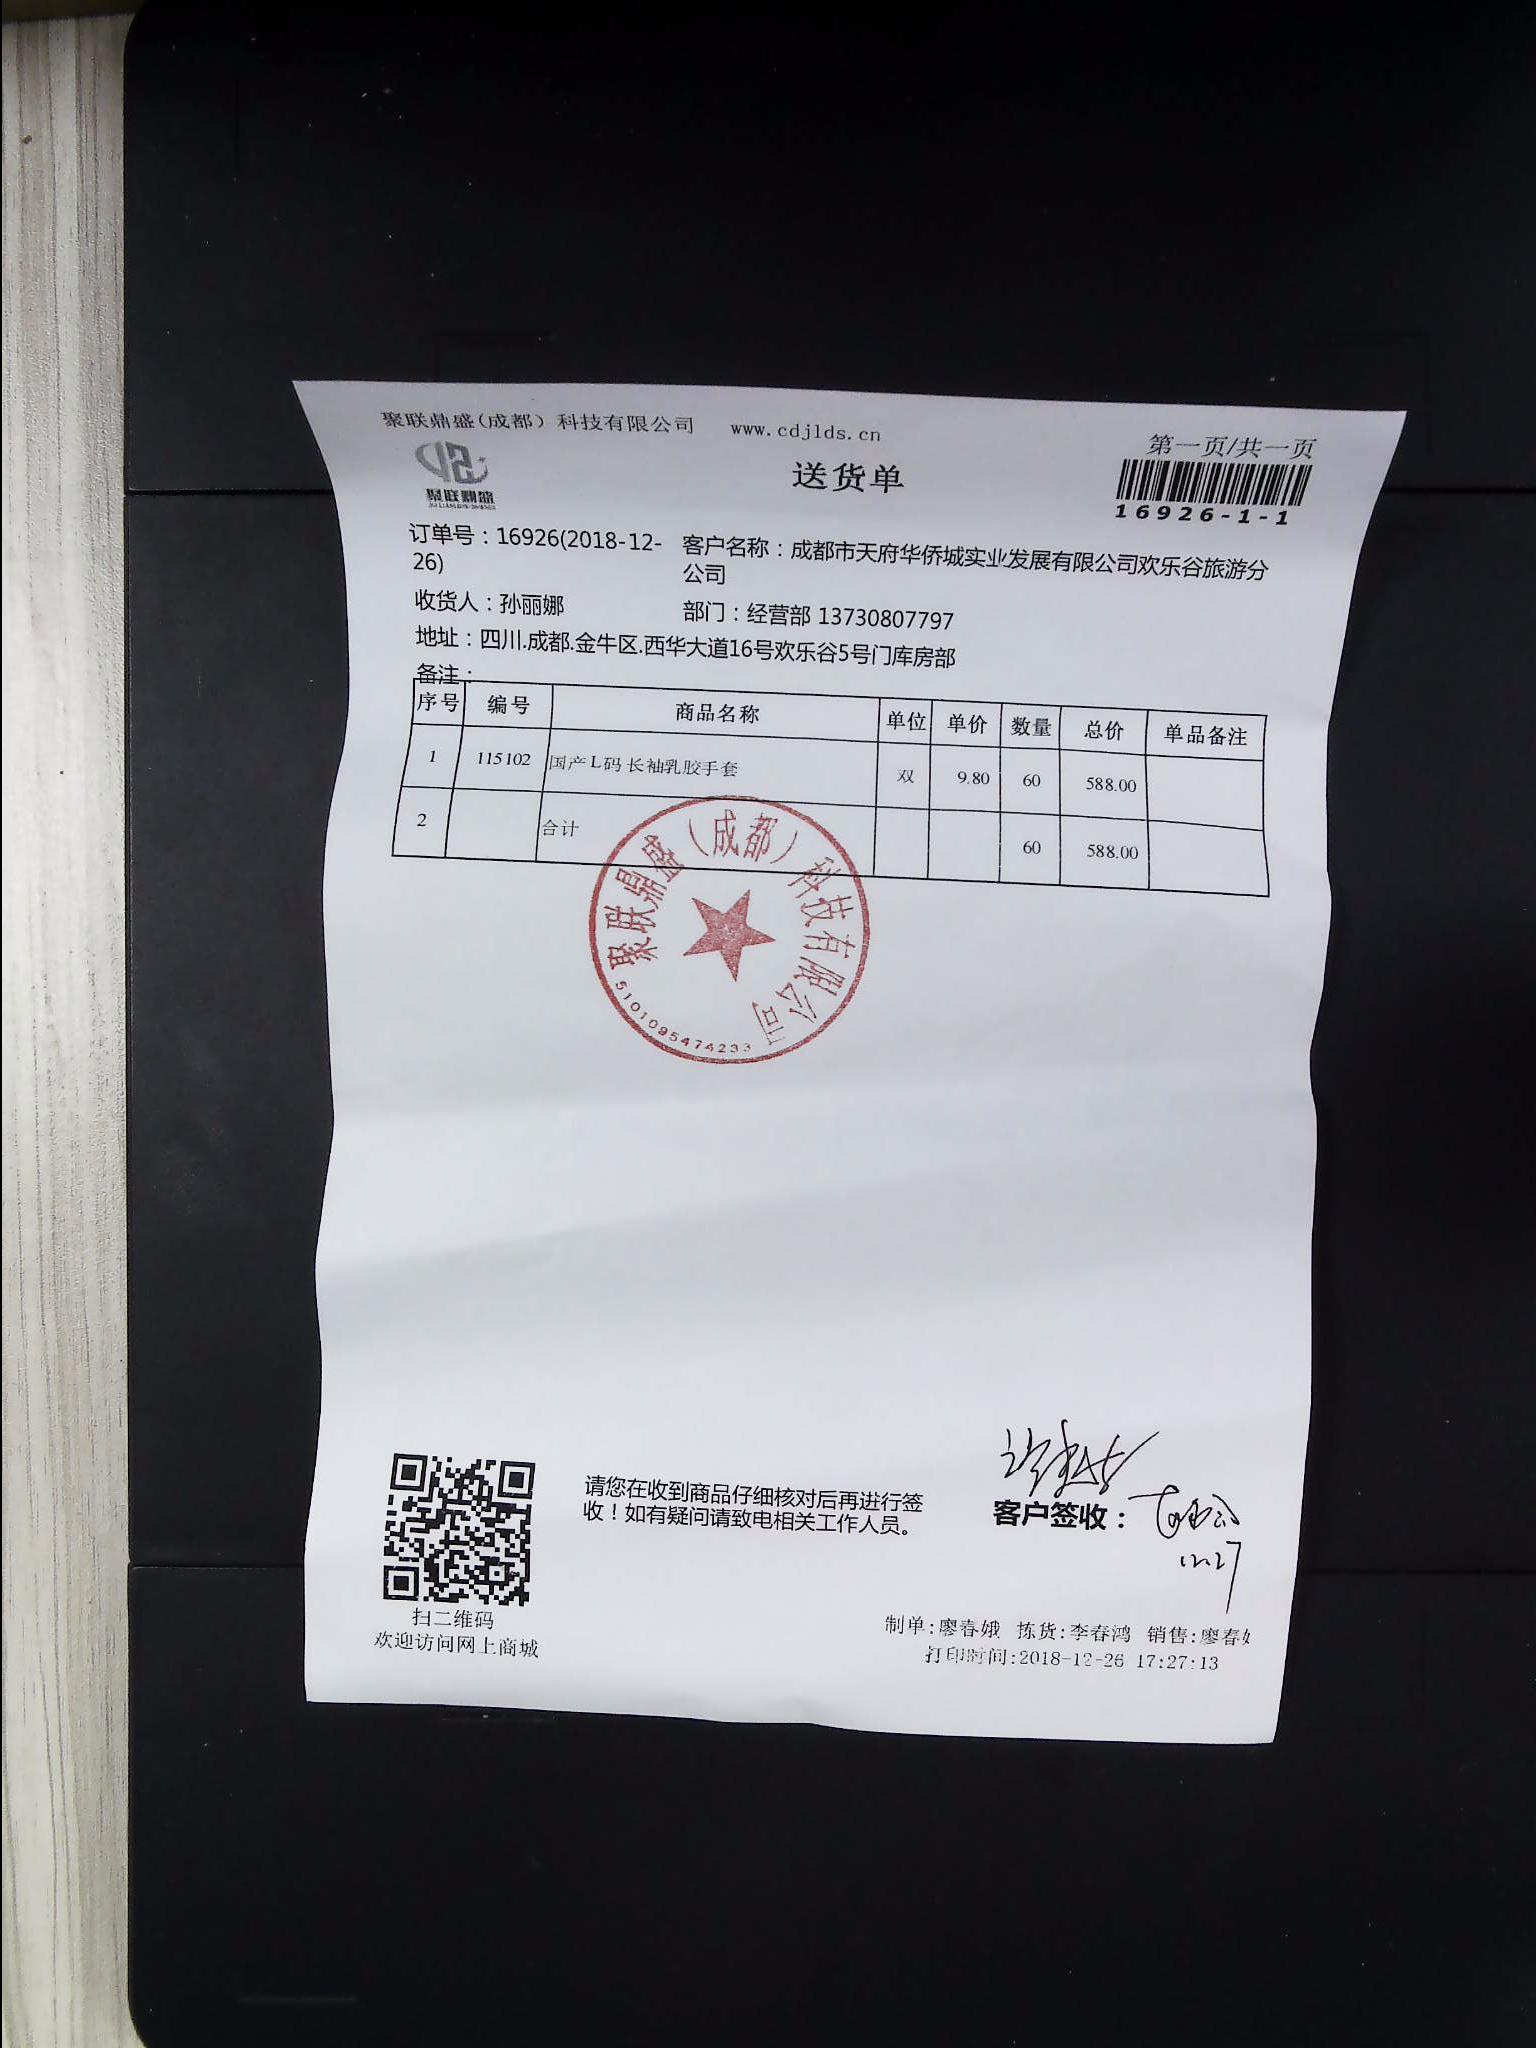 聚联鼎盛(成都)科技有限公司 www.cdjlds.cn
第一页/共一页
聚联鼎盛
送货单
16926-1-1
订单号：16926(2018-12-26) 客户名称：成都市天府华侨城实业发展有限公司欢乐谷旅游分公司
收货人：孙丽娜 部门：经营部 13730807797
地址：四川.成都.金牛区.西华大道16号欢乐谷5号门库房部
备注：
序号 编号 商品名称 单位 单价 数量 总价 单品备注
1 115102 国产L码 长袖乳胶手套 双 9.80 60 588.00
2 合计 60 588.00
聚联鼎盛（成都）科技有限公司
5101095474233
请您在收到商品仔细核对后再进行签
收！如有疑问请致电相关工作人员。
客户签收：
12.27
扫二维码
欢迎访问网上商城
制单:廖春娥 拣货:李春鸿 销售:廖春
打印时间:2018-12-26 17:27:13